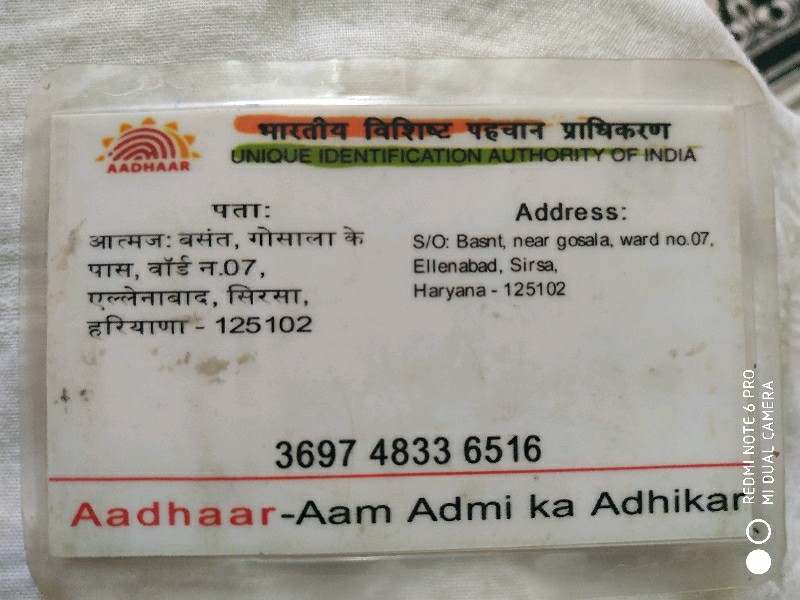 AADHAAR
भारतीय विशिष्ट पहचान प्राधिकरण
UNIQUE IDENTIFICATION AUTHORITY OF INDIA
पता:
आत्मज: बसंत, गोसाला के
पास, वॉर्ड न.07,
एल्लेनाबाद, सिरसा,
हरियाणा - 125102
Address:
S/O: Basnt, near gosala, ward no.07,
Ellenabad, Sirsa,
Haryana - 125102
3697 4833 6516
Aadhaar-Aam Admi ka Adhikar
REDMI NOTE 6 PRO
MI DUAL CAMERA